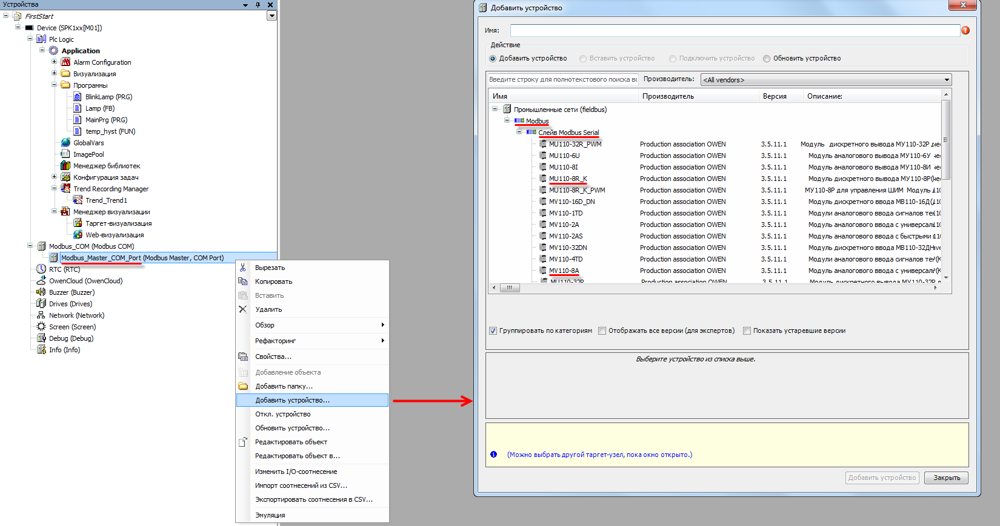 Устройства
FirstStart
Device (SPK1xx[M01])
Plc Logic
Application
Alarm Configuration
Визуализация
Программы
BlinkLamp (PRG)
Lamp (FB)
MainPrg (PRG)
temp_hyst (FUN)
GlobalVars
ImagePool
Менеджер библиотек
Конфигурация задач
Trend Recording Manager
Trend_Trend1
Менеджер визуализации
Таргет-визуализация
Web-визуализация
Modbus_COM (Modbus COM)
Modbus_Master_COM_Port (Modbus Master, COM Port)
RTC (RTC)
OwenCloud (OwenCloud)
Buzzer (Buzzer)
Drives (Drives)
Network (Network)
Screen (Screen)
Debug (Debug)
Info (Info)
Вырезать
Копировать
Вставить
Удалить
Обзор
Рефакторинг
Свойства...
Добавление объекта
Добавить папку...
Добавить устройство...
Откл. устройство
Обновить устройство...
Редактировать объект
Редактировать объект в...
Изменить I/O-соотнесение
Импорт соотнесений из CSV...
Экспортировать соотнесения в CSV...
Эмуляция
Добавить устройство
Имя:
Действие
Добавить устройство Вставить устройство Подключить устройство Обновить устройство
Введите строку для полнотекстового поиска вс Производитель: <All vendors>
Имя Производитель Версия Описание:
Промышленные сети (fieldbus)
Modbus
Слейв Modbus Serial
MU110-32R_PWM Production association OWEN 3.5.11.1 Модуль дискретного вывода МУ110-32Р
MU110-6U Production association OWEN 3.5.11.1 Модуль аналогового вывода МУ110-6У
MU110-8I Production association OWEN 3.5.11.1 Модуль аналогового вывода МУ110-8И
MU110-8R_K Production association OWEN 3.5.11.1 Модуль дискретного вывода МУ110-8Р
MU110-8R_K_PWM Production association OWEN 3.5.11.1 МУ110-8Р для управления ШИМ Модуль
MV110-16D_DN Production association OWEN 3.5.11.1 Модуль дискретного ввода МВ110-16Д
MV110-1TD Production association OWEN 3.5.11.1 Модули аналогового ввода сигналов
MV110-2A Production association OWEN 3.5.11.1 Модуль аналогового ввода с универсал
MV110-2AS Production association OWEN 3.5.11.1 Модуль аналогового ввода с быстрыми
MV110-32DN Production association OWEN 3.5.11.1 Модуль дискретного ввода МВ110-32ДН
MV110-4TD Production association OWEN 3.5.11.1 Модули аналогового ввода сигналов
MV110-8A Production association OWEN 3.5.11.1 Модуль аналогового ввода с универсал
MU110-32R Production association OWEN 3.5.11.1 Модуль дискретного вывода МУ110-32Р
Группировать по категориям Отображать все версии (для экспертов) Показать устаревшие версии
Выберите устройство из списка выше.
(Можно выбрать другой таргет-узел, пока окно открыто.)
Добавить устройство Закрыть